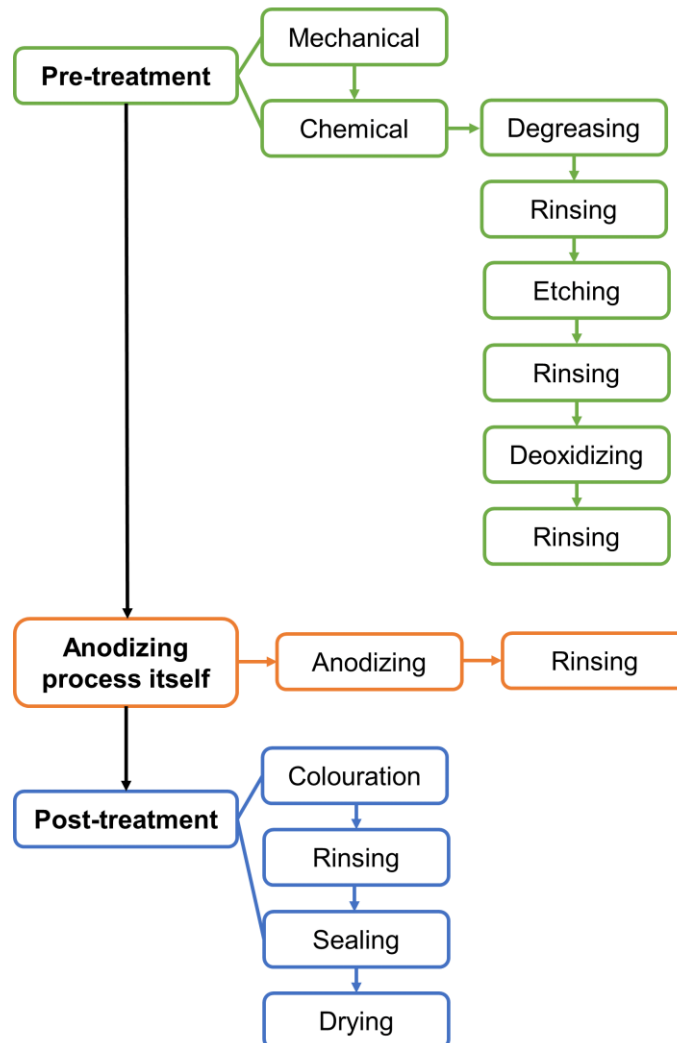 Mechanical
Pre-treatment
Chemical
Degreasing
Rinsing
Etching
Rinsing
Deoxidizing
Rinsing
Anodizing
process itself
Anodizing
Rinsing
Colouration
Post-treatment
Rinsing
Sealing
Drying